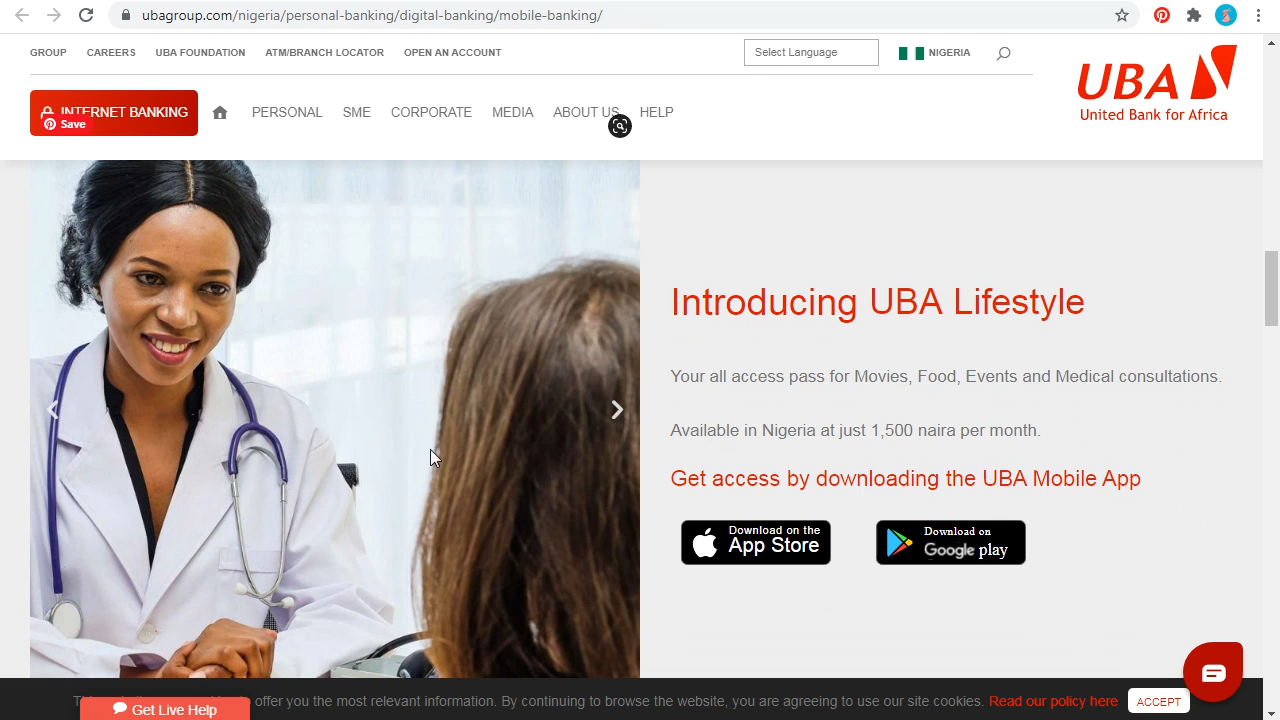 ubagroup.com/nigeria/personal-banking/digital-banking/mobile-banking/
GROUP CAREERS UBA FOUNDATION ATM/BRANCH LOCATOR OPEN AN ACCOUNT Select Language NIGERIA
INTERNET BANKING PERSONAL SME CORPORATE MEDIA ABOUT US HELP
Save
UBA
United Bank for Africa
Introducing UBA Lifestyle
Your all access pass for Movies, Food, Events and Medical consultations.
Available in Nigeria at just 1,500 naira per month.
Get access by downloading the UBA Mobile App
Download on the
App Store
Download on
Google play
offer you the most relevant information. By continuing to browse the website, you are agreeing to use our site cookies. Read our policy here ACCEPT
Get Live Help